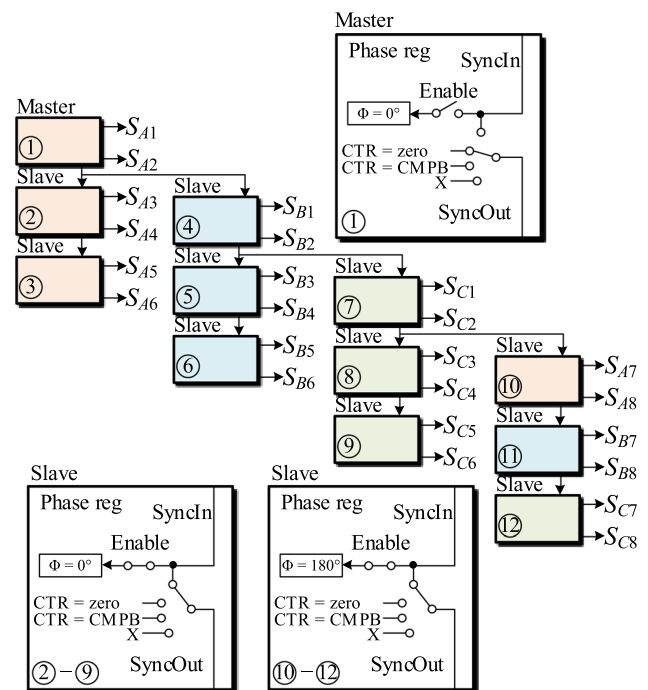 Master
Phase reg
SyncIn
Enable
Φ = 0°
CTR = zero
CTR = CMPB
X
①
SyncOut
Master
①
S_A1
S_A2
Slave
②
S_A3
S_A4
Slave
③
S_A5
S_A6
Slave
④
S_B1
S_B2
Slave
⑤
S_B3
S_B4
Slave
⑥
S_B5
S_B6
Slave
⑦
S_C1
S_C2
Slave
⑧
S_C3
S_C4
Slave
⑨
S_C5
S_C6
Slave
⑩
S_A7
S_A8
Slave
⑪
S_B7
S_B8
Slave
⑫
S_C7
S_C8
Slave
Phase reg
SyncIn
Enable
Φ = 0°
CTR = zero
CTR = CMPB
X
SyncOut
②−⑨
Slave
Phase reg
SyncIn
Enable
Φ = 180°
CTR = zero
CTR = CMPB
X
SyncOut
⑩−⑫